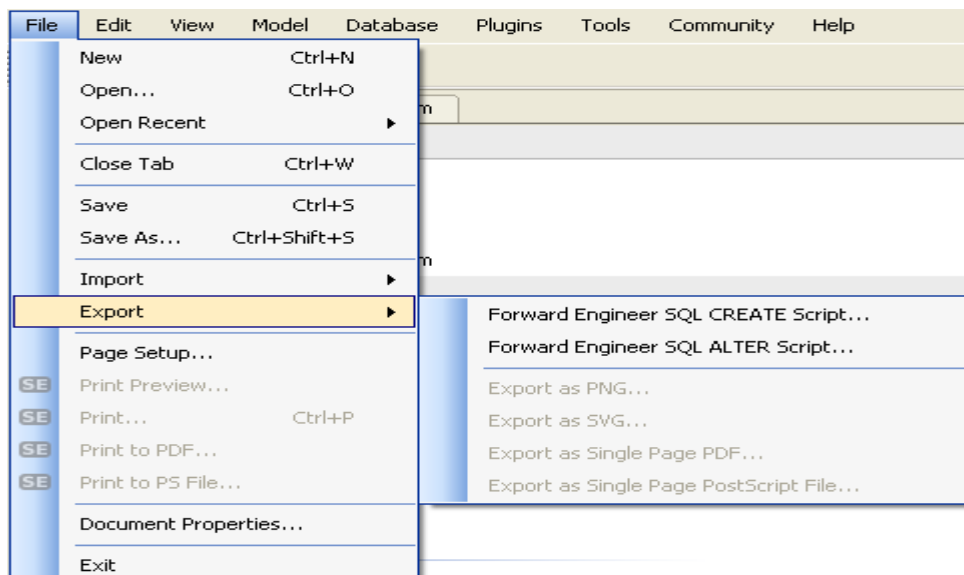 File Edit View Model Database Plugins Tools Community Help
New Ctrl+N
Open... Ctrl+O
Open Recent
m
Close Tab Ctrl+W
Save Ctrl+S
Save As... Ctrl+Shift+S
m
Import
Export
Forward Engineer SQL CREATE Script...
Forward Engineer SQL ALTER Script...
Export as PNG...
Export as SVG...
Export as Single Page PDF...
Export as Single Page PostScript File...
Page Setup...
SE Print Preview...
SE Print... Ctrl+P
SE Print to PDF...
SE Print to PS File...
Document Properties...
Exit